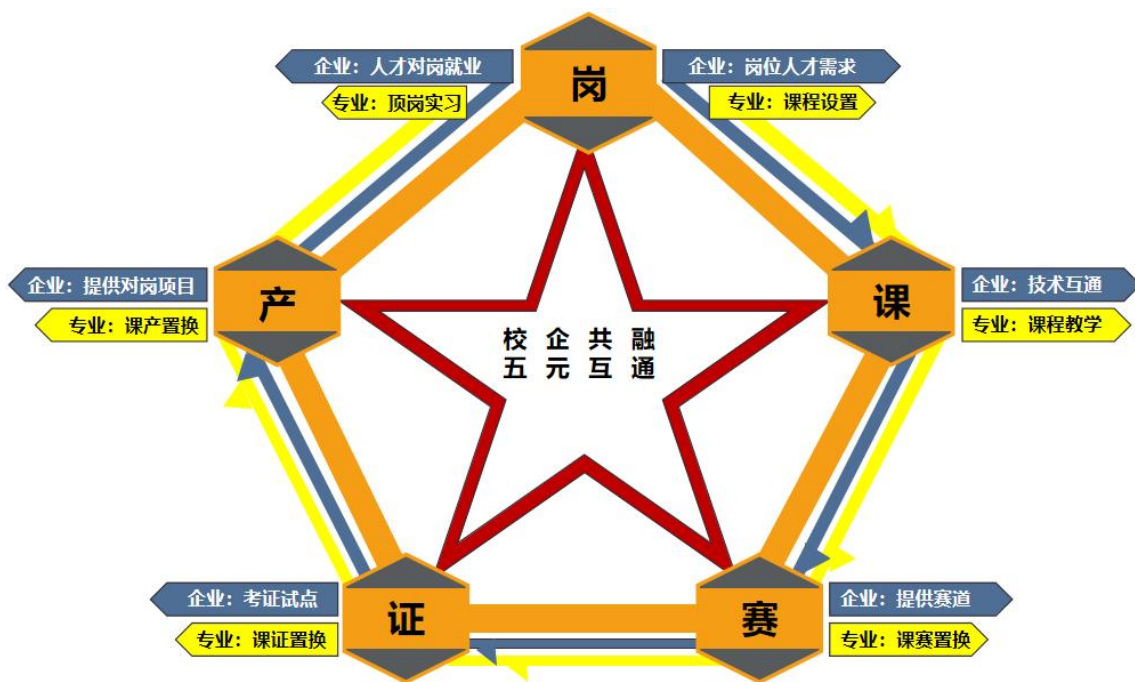 企业：人才对岗就业
专业：顶岗实习
岗
企业：岗位人才需求
专业：课程设置
企业：提供对岗项目
专业：课产置换
产
课
企业：技术互通
专业：课程教学
校企共融
五元互通
企业：考证试点
专业：课证置换
证
赛
企业：提供赛道
专业：课赛置换